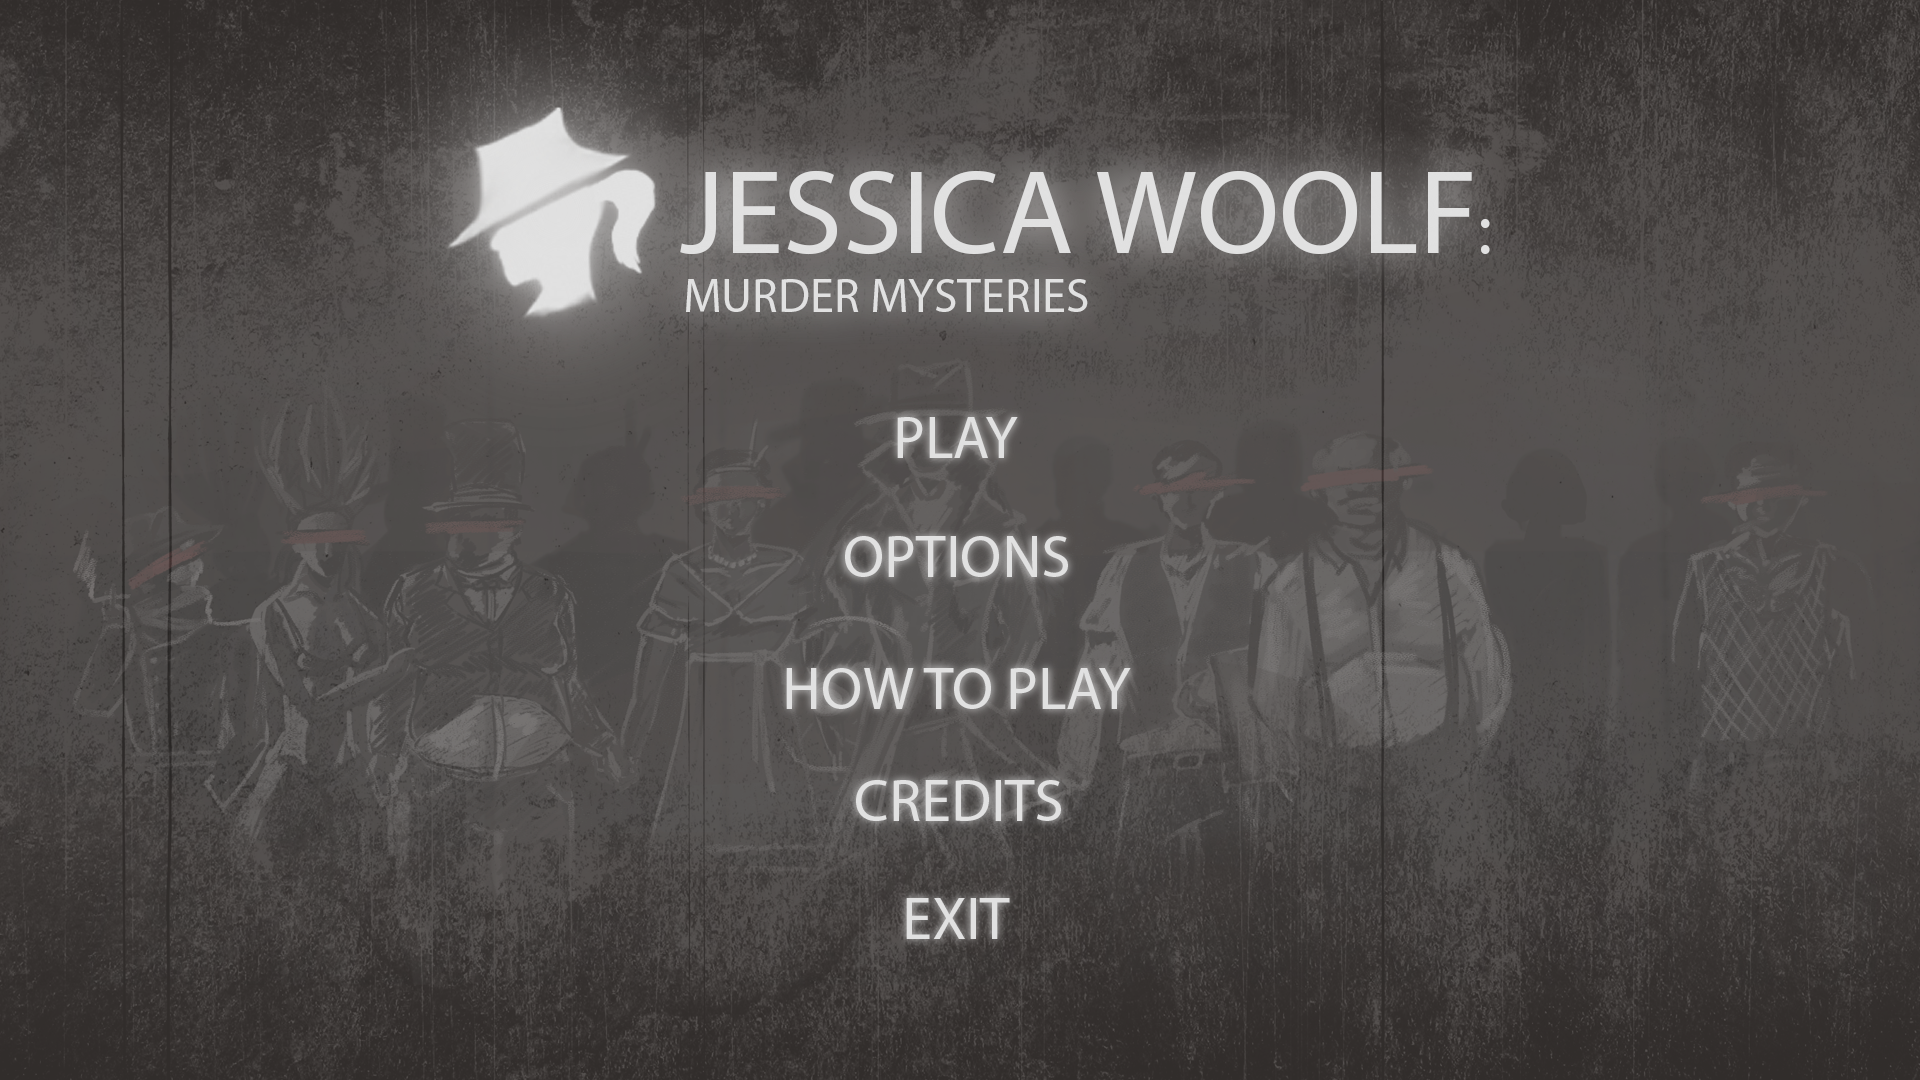 JESSICA WOOLF:
MURDER MYSTERIES
PLAY
OPTIONS
HOW TO PLAY
CREDITS
EXIT